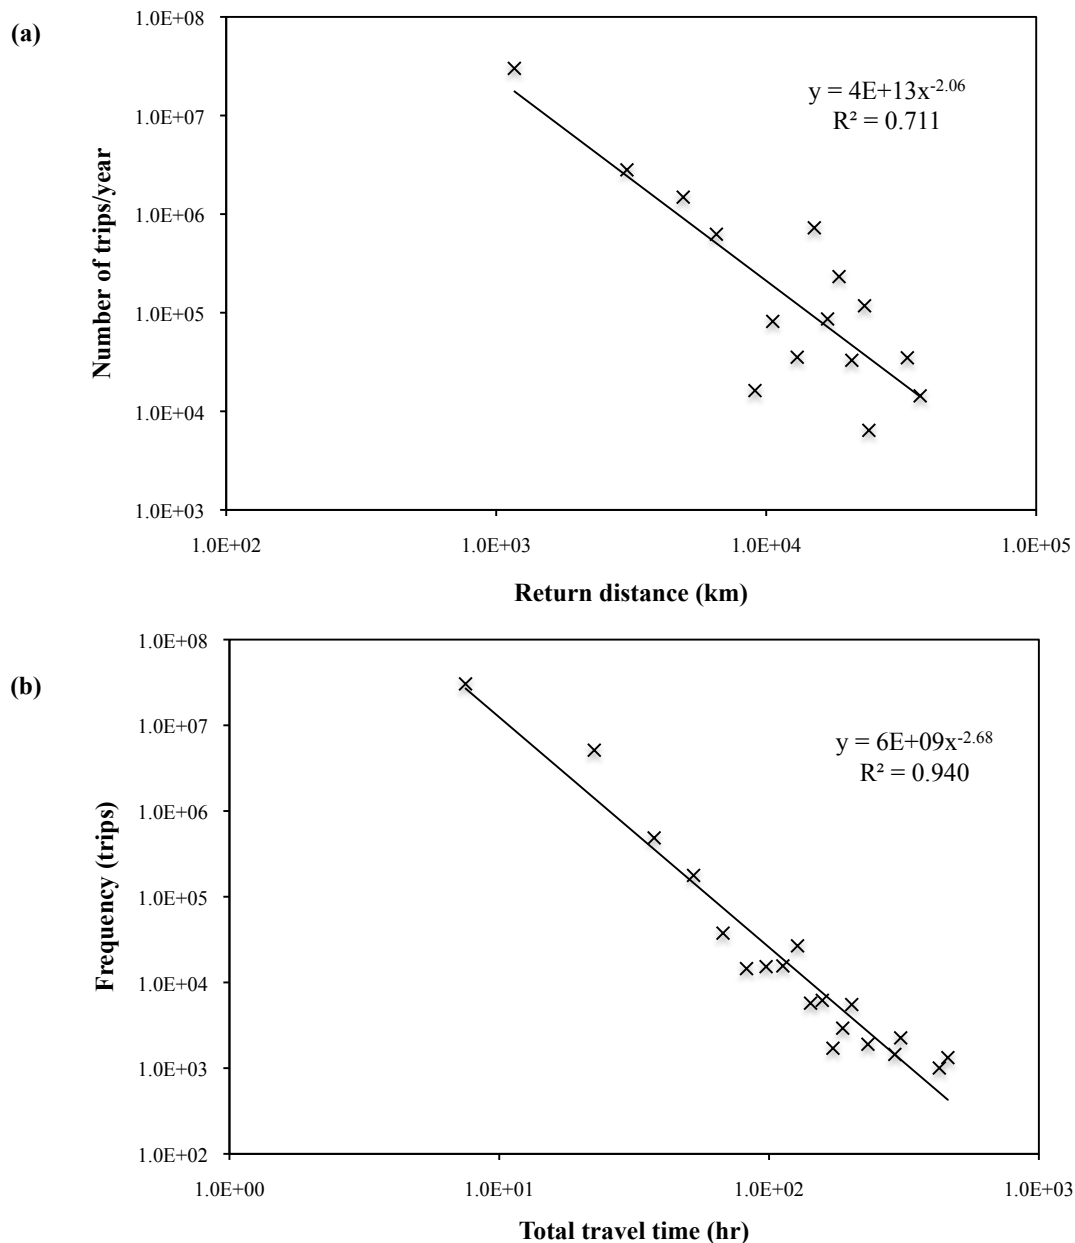 (a)
1.0E+08
1.0E+07
1.0E+06
1.0E+05
1.0E+04
1.0E+03
Number of trips/year
y = 4E+13x^-2.06
R² = 0.711
1.0E+02 1.0E+03 1.0E+04 1.0E+05
Return distance (km)
(b)
1.0E+08
1.0E+07
1.0E+06
1.0E+05
1.0E+04
1.0E+03
1.0E+02
Frequency (trips)
y = 6E+09x^-2.68
R² = 0.940
1.0E+00 1.0E+01 1.0E+02 1.0E+03
Total travel time (hr)